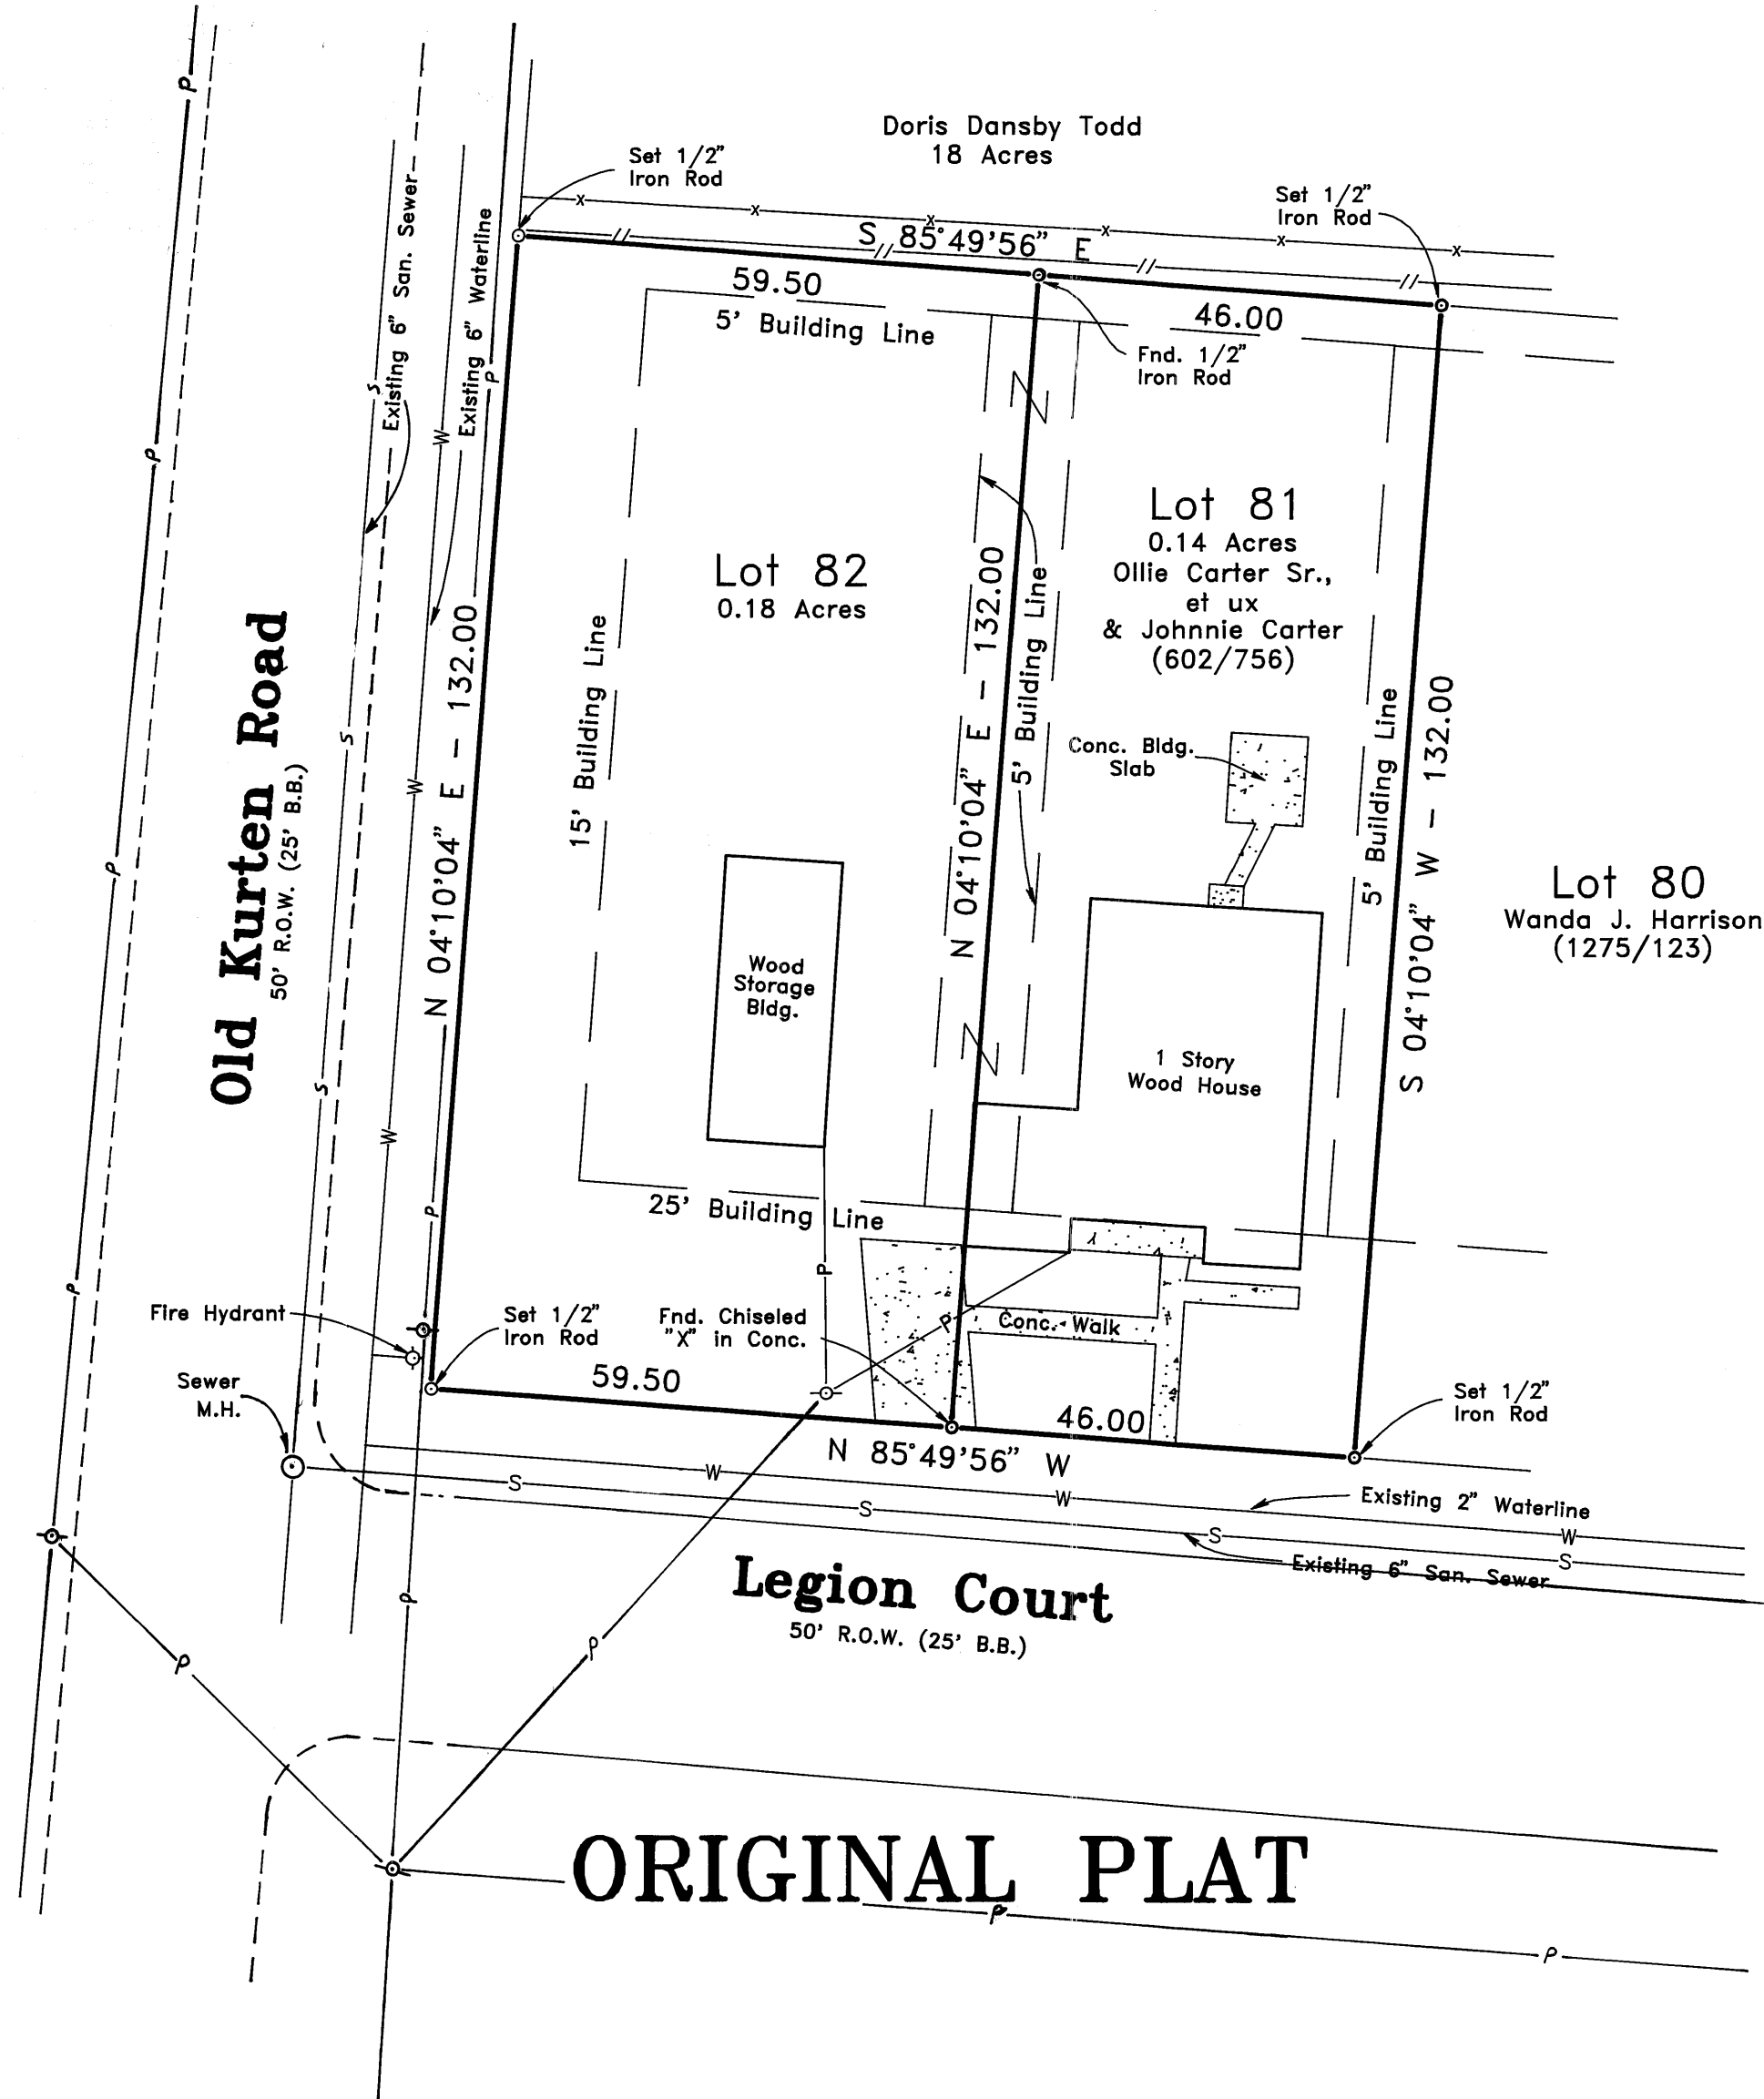 Doris Dansby Todd
18 Acres
Set 1/2"
Iron Rod
Set 1/2"
Iron Rod
S 85°49'56" E
59.50
46.00
5' Building Line
Fnd. 1/2"
Iron Rod
Existing 6" San. Sewer
Existing 6" Waterline
Lot 82
0.18 Acres
Lot 81
0.14 Acres
Ollie Carter Sr.,
et ux
& Johnnie Carter
(602/756)
Old Kurten Road
50' R.O.W. (25' B.B.)
N 04°10'04" E - 132.00
15' Building Line
N 04°10'04" E - 132.00
5' Building Line
5' Building Line
S 04°10'04" W - 132.00
Conc. Bldg.
Slab
Lot 80
Wanda J. Harrison
(1275/123)
Wood
Storage
Bldg.
1 Story
Wood House
25' Building Line
Fire Hydrant
Set 1/2"
Iron Rod
Fnd. Chiseled
"X" in Conc.
Conc. Walk
Sewer
M.H.
59.50
46.00
Set 1/2"
Iron Rod
N 85°49'56" W
Existing 2" Waterline
Existing 6" San. Sewer
Legion Court
50' R.O.W. (25' B.B.)
ORIGINAL PLAT